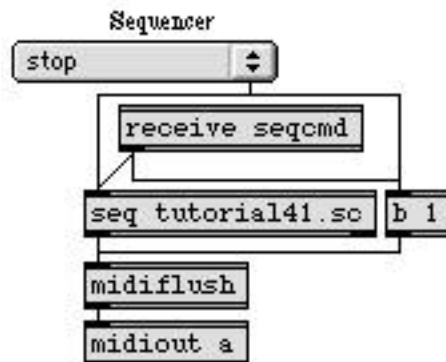 Sequencer
stop
receive seqcmd
seq tutorial41.sc
b 1
midiflush
midiout a